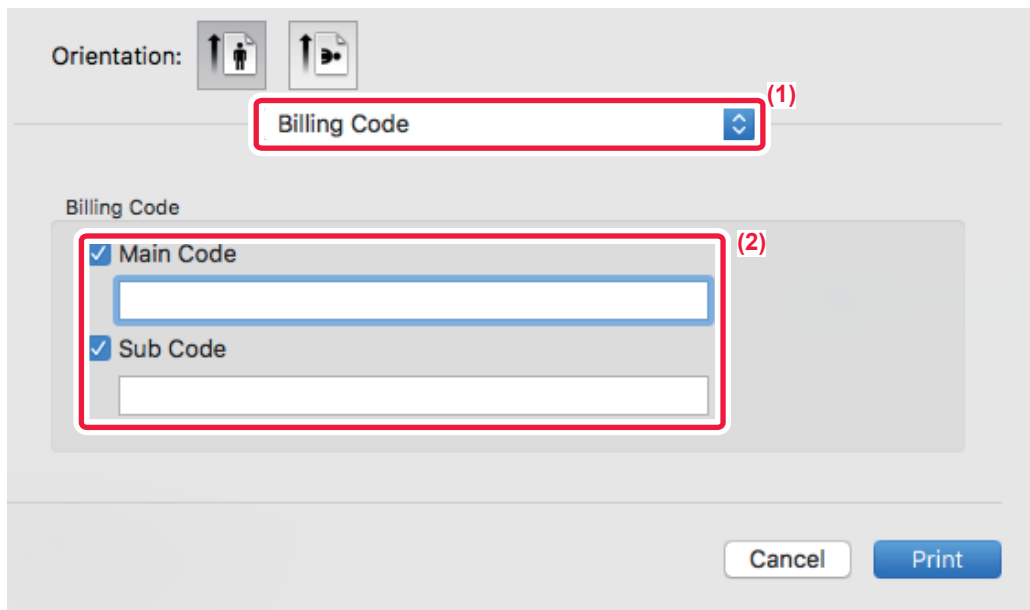 Orientation:
(1)
Billing Code
Billing Code
(2)
Main Code
Sub Code
Cancel
Print